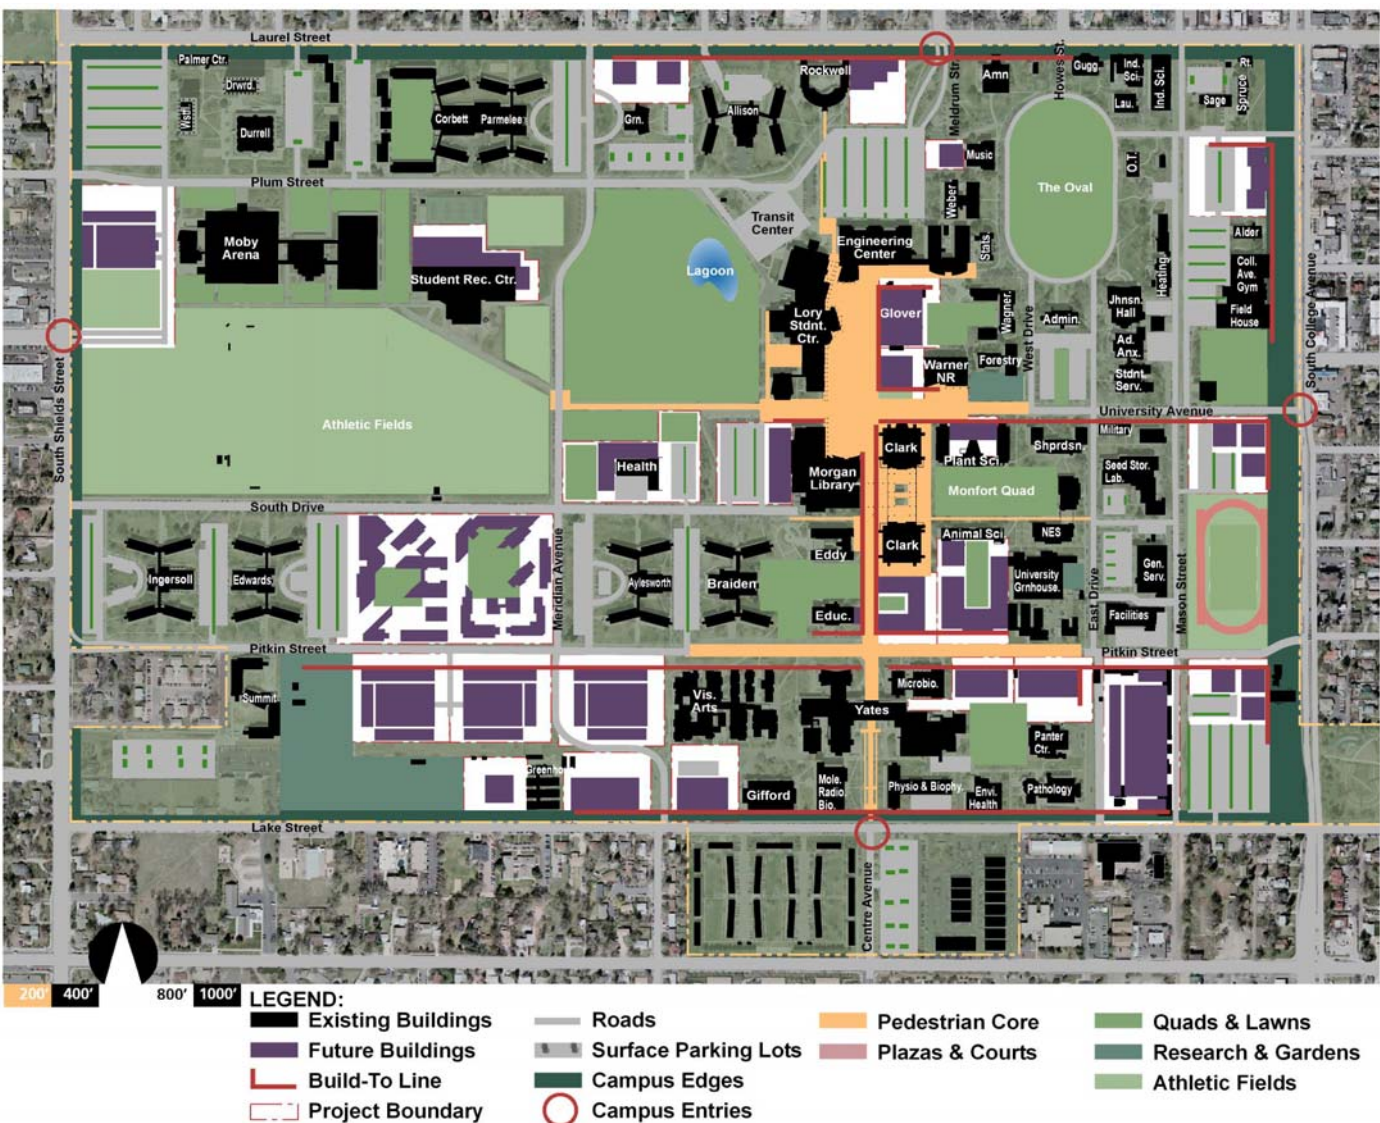 Laurel Street
Palmer Ctr.
Drwrd.
Wstfl.
Durrell
Corbett
Parmelee
Grn.
Allison
Rockwell
Meldrum Str
Amn
Howes St.
Gugg.
Ind.
Sci.
Lau.
Ind. Sci.
Sage
Rt.
Spruce
Music
Weber
Stats
The Oval
O.T.
Heating
Alder
Coll.
Ave.
Gym
Field
House
Plum Street
Moby
Arena
Student Rec. Ctr.
Transit
Center
Lagoon
Engineering
Center
Lory
Stdnt.
Ctr.
Glover
Wagner
Warner
NR
Forestry
West Drive
Admin.
Jhnsn.
Hall
Ad.
Anx.
Stdnt.
Serv.
South College Avenue
South Shields Street
Athletic Fields
University Avenue
Health
Morgan
Library
Clark
Plant Sci.
Shprdsn.
Military
Seed Stor.
Lab.
Monfort Quad
South Drive
Ingersoll
Edwards
Meridian Avenue
Aylesworth
Braiden
Eddy
Educ.
Clark
Animal Sci.
NES
University
Grnhouse.
East Drive
Gen.
Serv.
Facilities
Mason Street
Pitkin Street
Pitkin Street
Summit
Vis.
Arts
Yates
Microbio.
Panter
Ctr.
Greenho
Gifford
Mole.
Radio.
Bio.
Physio & Biophy.
Envi.
Health
Pathology
Lake Street
Centre Avenue
200' 400' 800' 1000'
LEGEND:
Existing Buildings
Future Buildings
Build-To Line
Project Boundary
Roads
Surface Parking Lots
Campus Edges
Campus Entries
Pedestrian Core
Plazas & Courts
Quads & Lawns
Research & Gardens
Athletic Fields